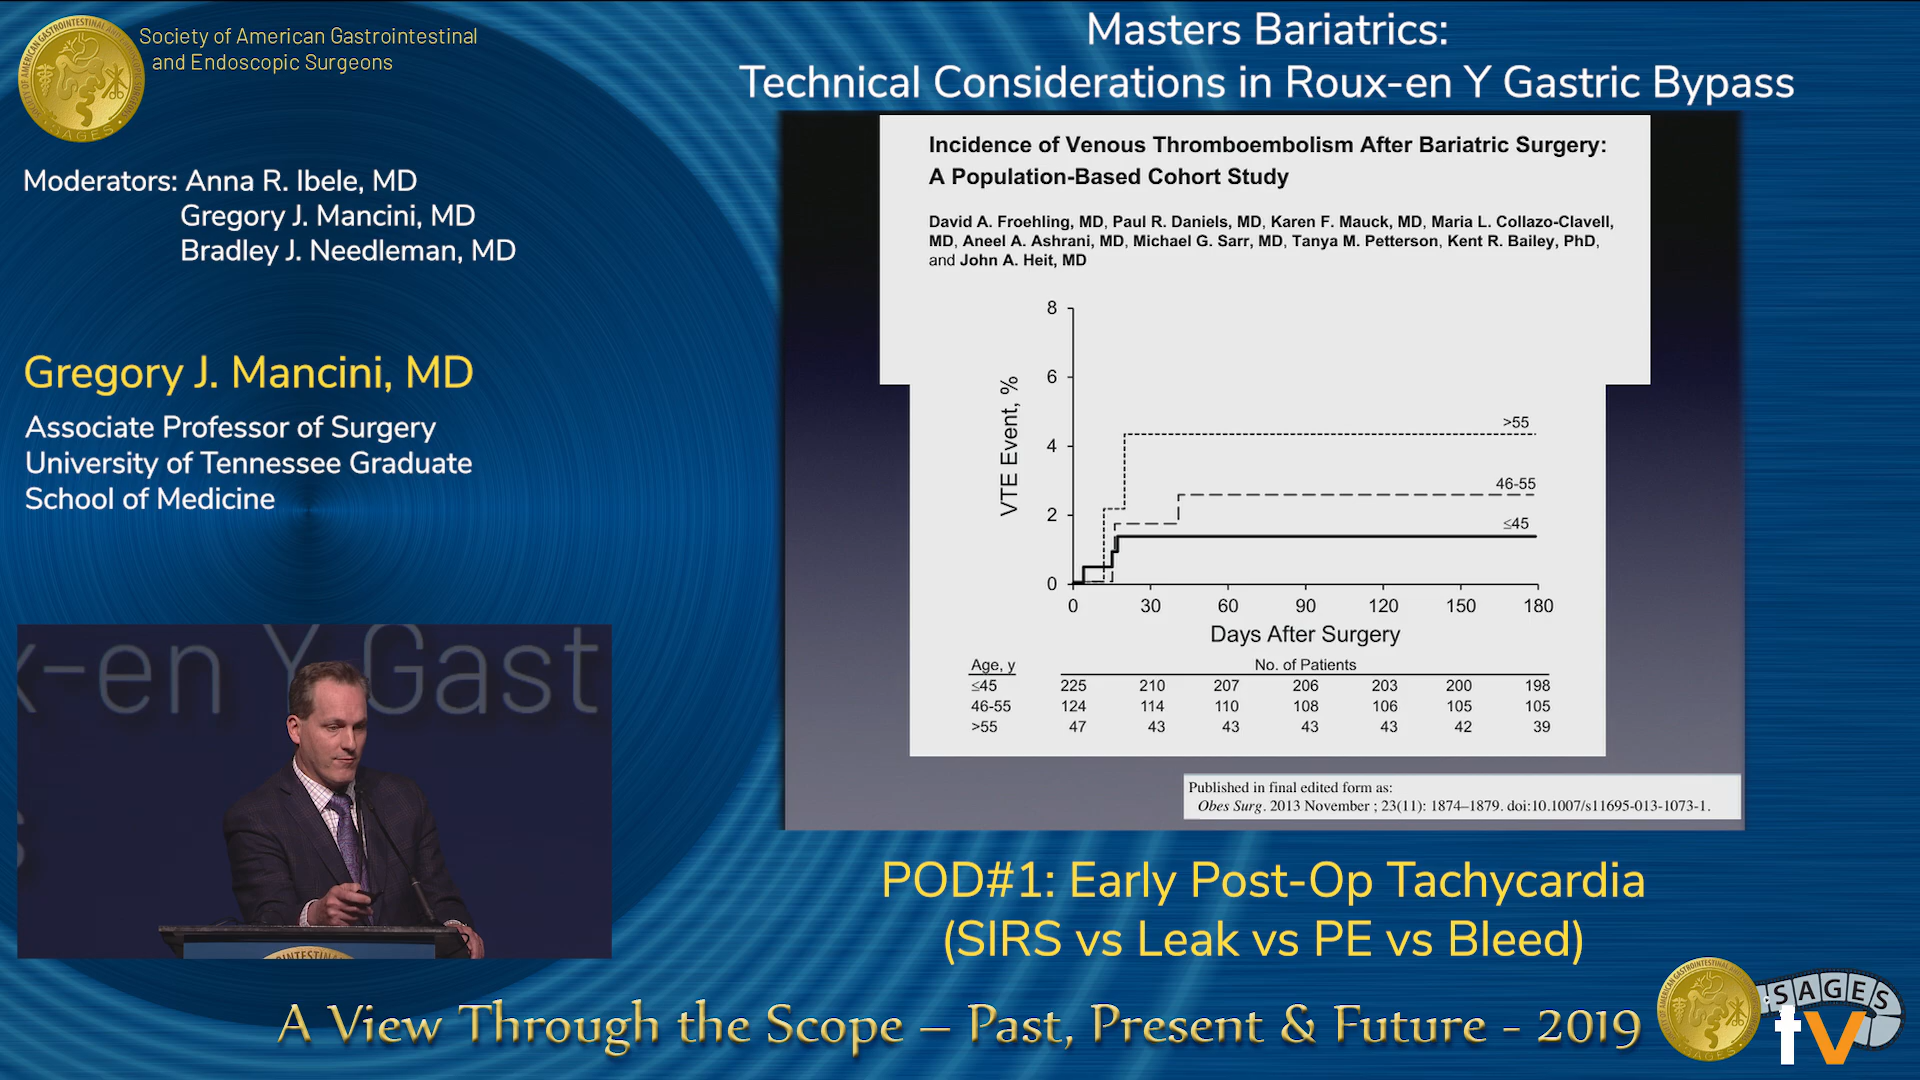 Society of American Gastrointestinal
and Endoscopic Surgeons
Masters Bariatrics:
Technical Considerations in Roux-en Y Gastric Bypass
Moderators: Anna R. Ibele, MD
Gregory J. Mancini, MD
Bradley J. Needleman, MD
Gregory J. Mancini, MD
Associate Professor of Surgery
University of Tennessee Graduate
School of Medicine
x-en Y Gast
Incidence of Venous Thromboembolism After Bariatric Surgery:
A Population-Based Cohort Study
David A. Froehling, MD, Paul R. Daniels, MD, Karen F. Mauck, MD, Maria L. Collazo-Clavell,
MD, Aneel A. Ashrani, MD, Michael G. Sarr, MD, Tanya M. Petterson, Kent R. Bailey, PhD,
and John A. Heit, MD
VTE Event, %
8
6
4
2
0
>55
46-55
≤45
0 30 60 90 120 150 180
Days After Surgery
Age, y No. of Patients
≤45 225 210 207 206 203 200 198
46-55 124 114 110 108 106 105 105
>55 47 43 43 43 43 42 39
Published in final edited form as:
Obes Surg. 2013 November ; 23(11): 1874–1879. doi:10.1007/s11695-013-1073-1.
POD#1: Early Post-Op Tachycardia
(SIRS vs Leak vs PE vs Bleed)
A View Through the Scope – Past, Present & Future - 2019
SAGES
tv